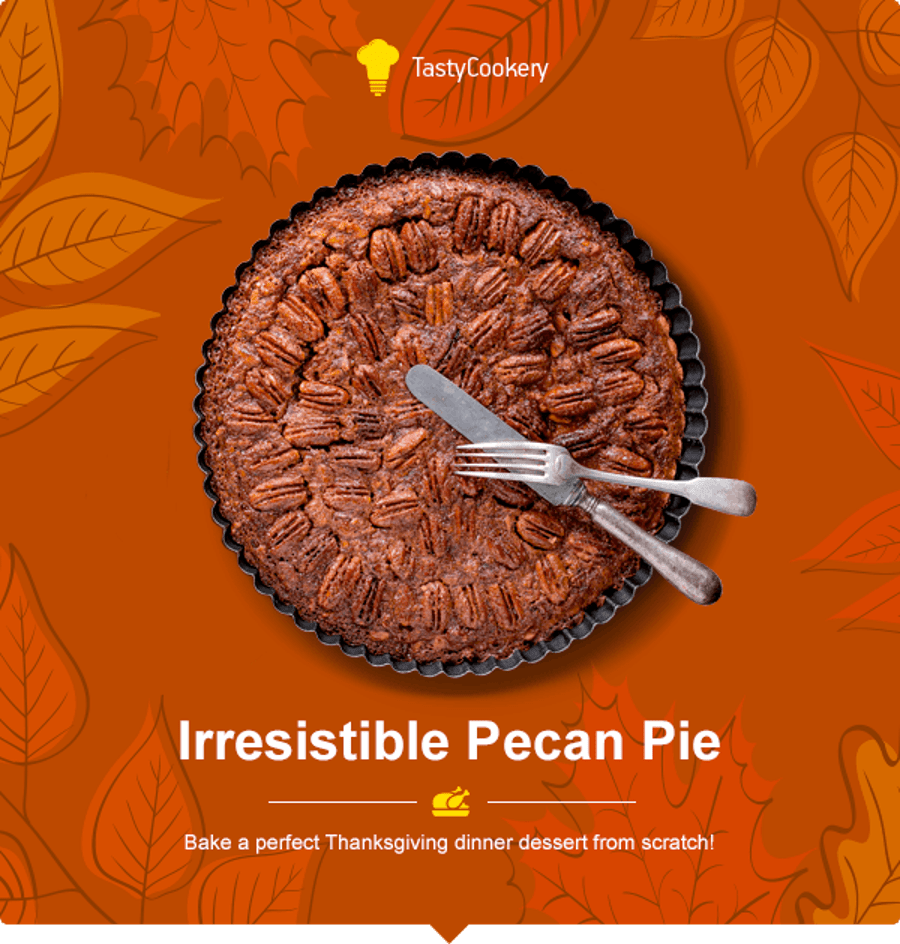 TastyCookery
Irresistible Pecan Pie
Bake a perfect Thanksgiving dinner dessert from scratch!